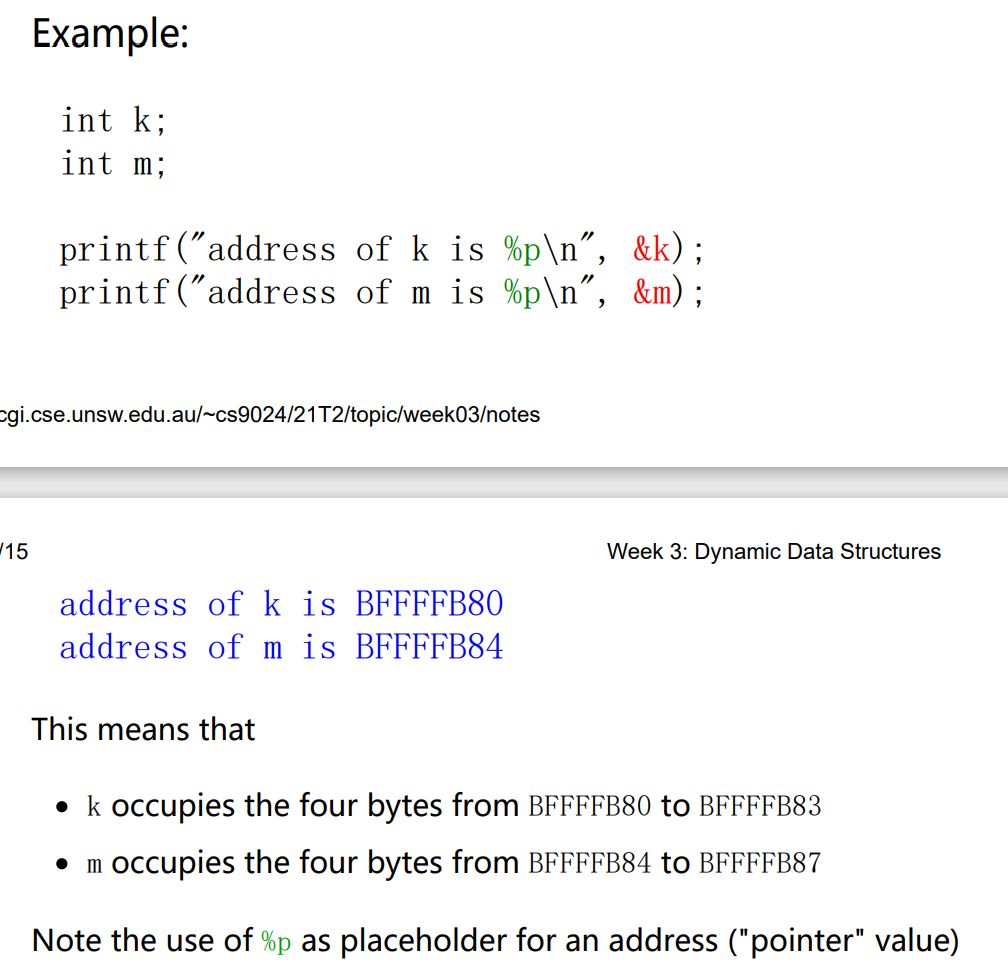 Example:
int k;
int m;
printf("address of k is %p\n", &k);
printf("address of m is %p\n", &m);
cgi.cse.unsw.edu.au/~cs9024/21T2/topic/week03/notes
/15
Week 3: Dynamic Data Structures
address of k is BFFFFB80
address of m is BFFFFB84
This means that
• k occupies the four bytes from BFFFFB80 to BFFFFB83
• m occupies the four bytes from BFFFFB84 to BFFFFB87
Note the use of %p as placeholder for an address ("pointer" value)